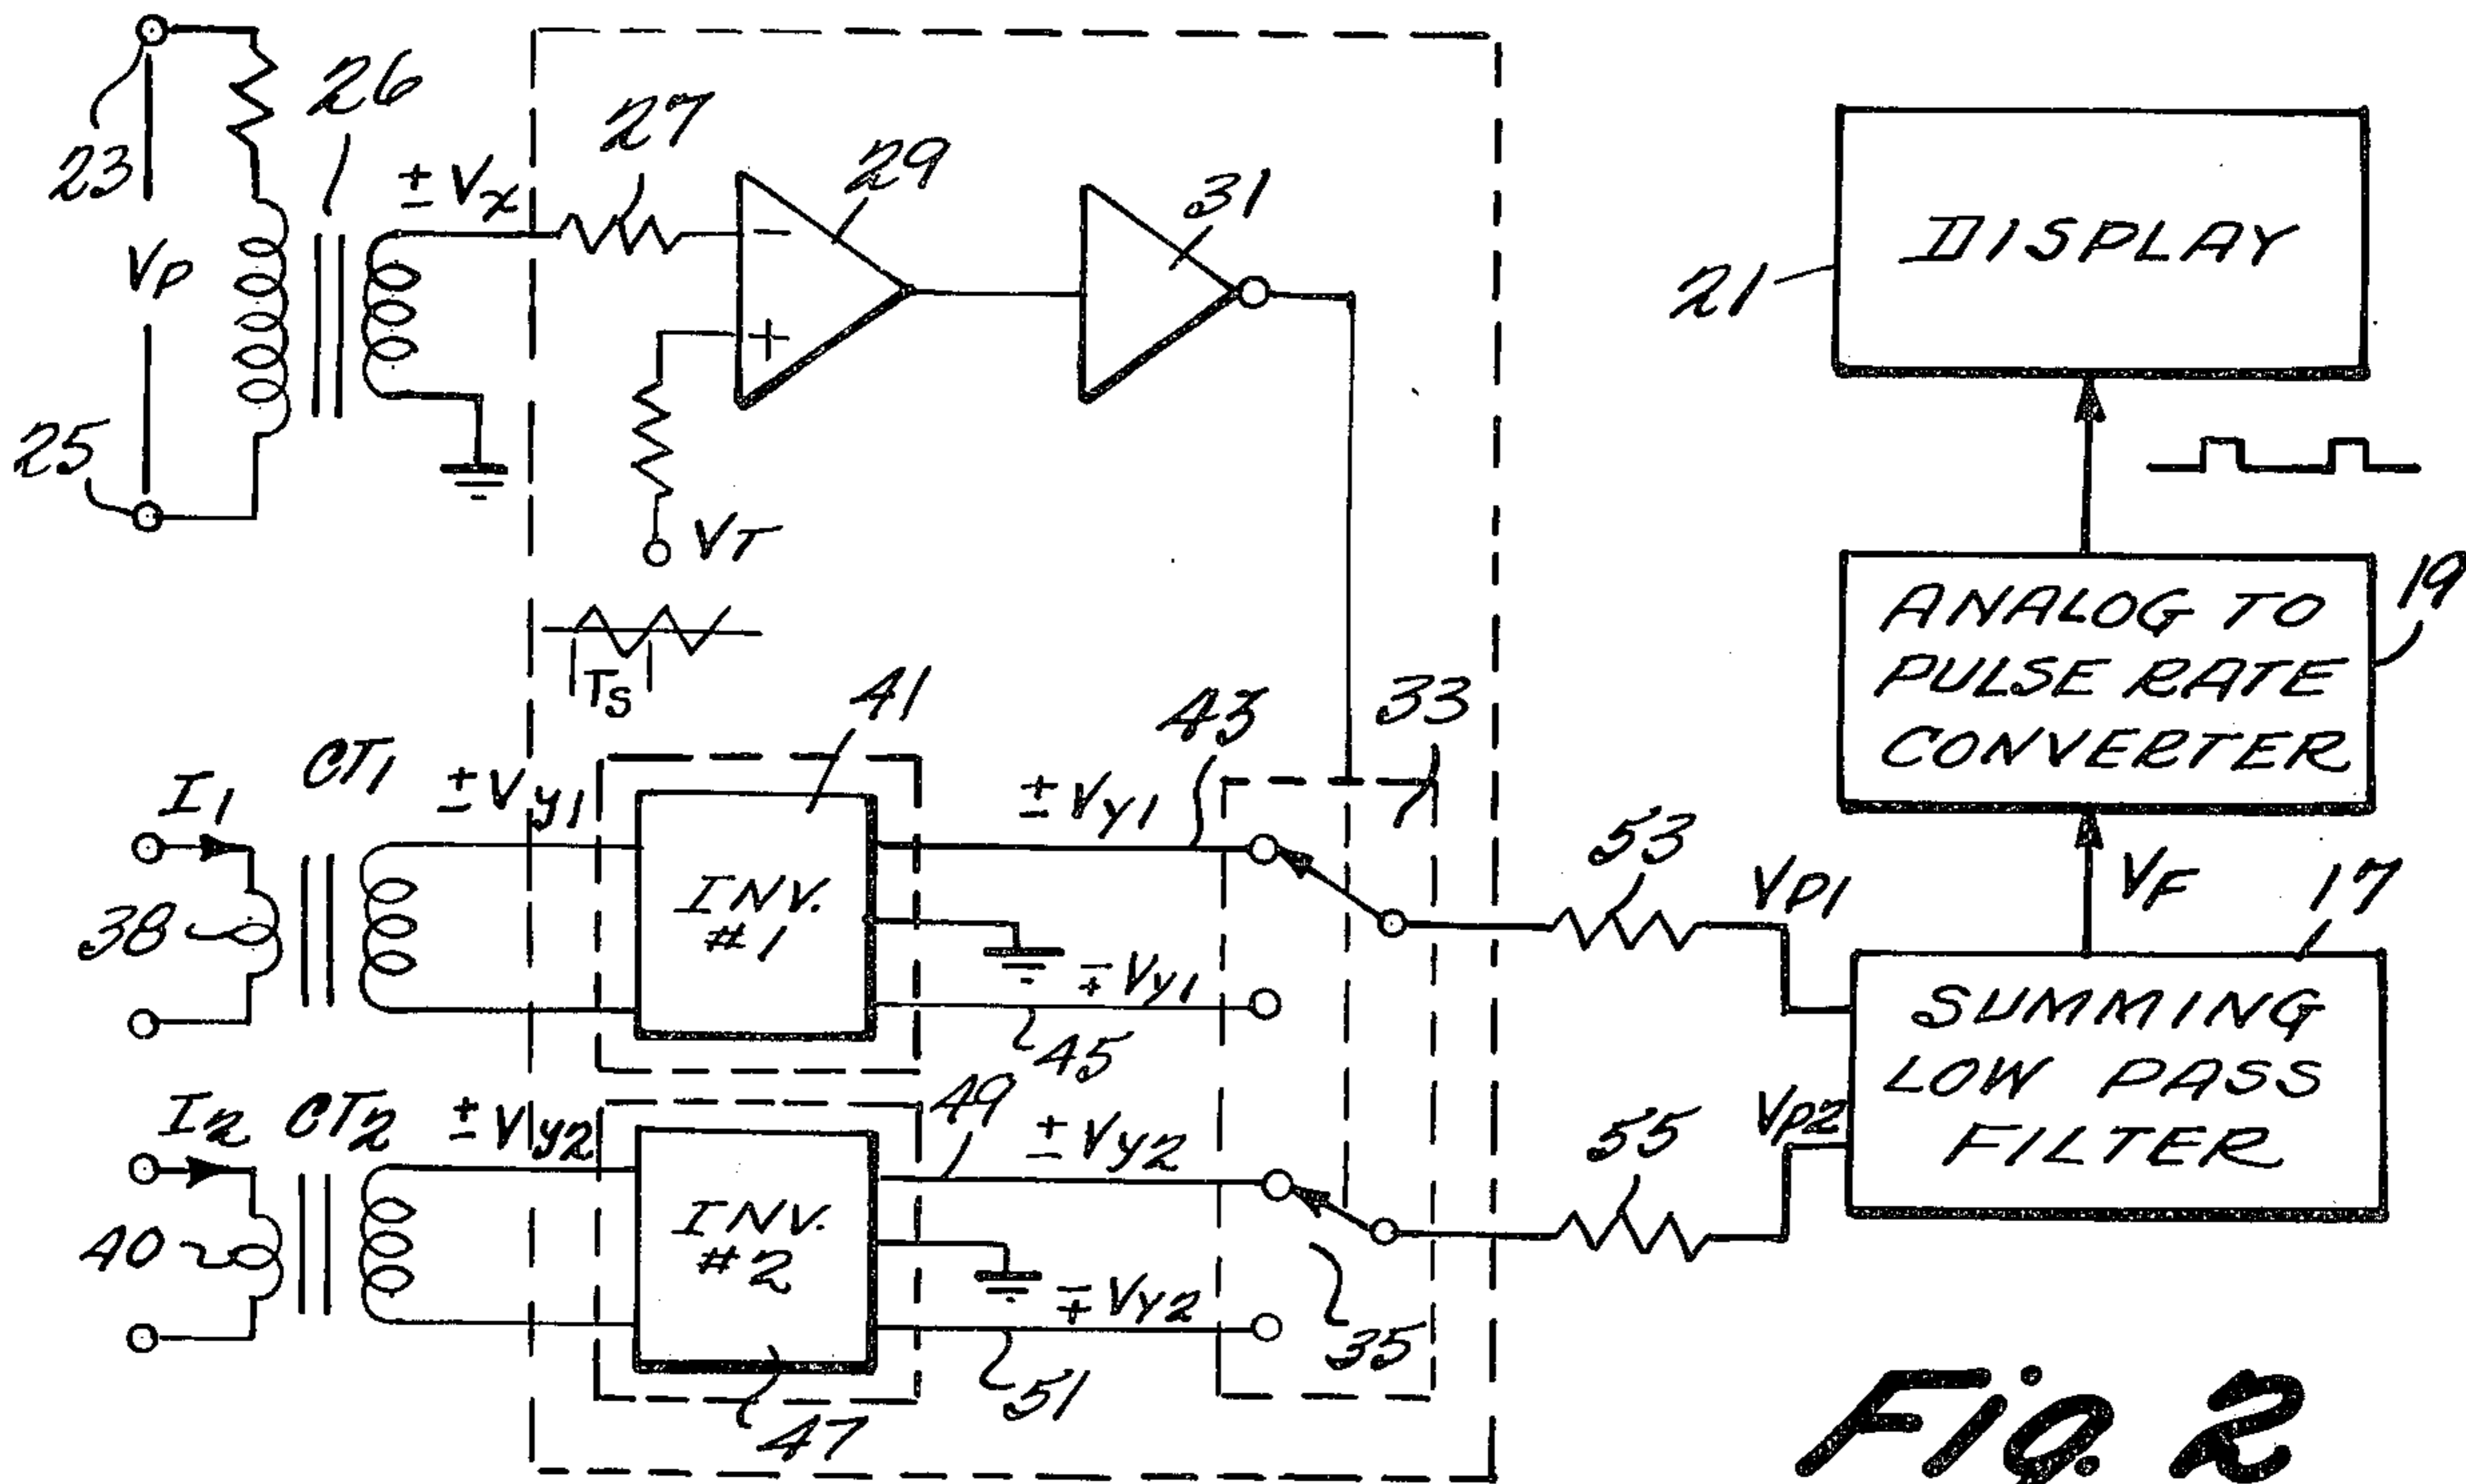 23
VP
25
26
±Vx
27
29
-
+
31
VT
TS
DISPLAY
21
ANALOG TO
PULSE RATE
CONVERTER
19
VF
17
SUMMING
LOW PASS
FILTER
I1
CT1
±Vy1
38
41
INV.
#1
±Vy1
43
33
∓Vy1
45
53
VP1
I2
CT2
±Vy2
40
INV.
#2
47
49
±Vy2
∓Vy2
51
35
55
VP2
Fig. 2